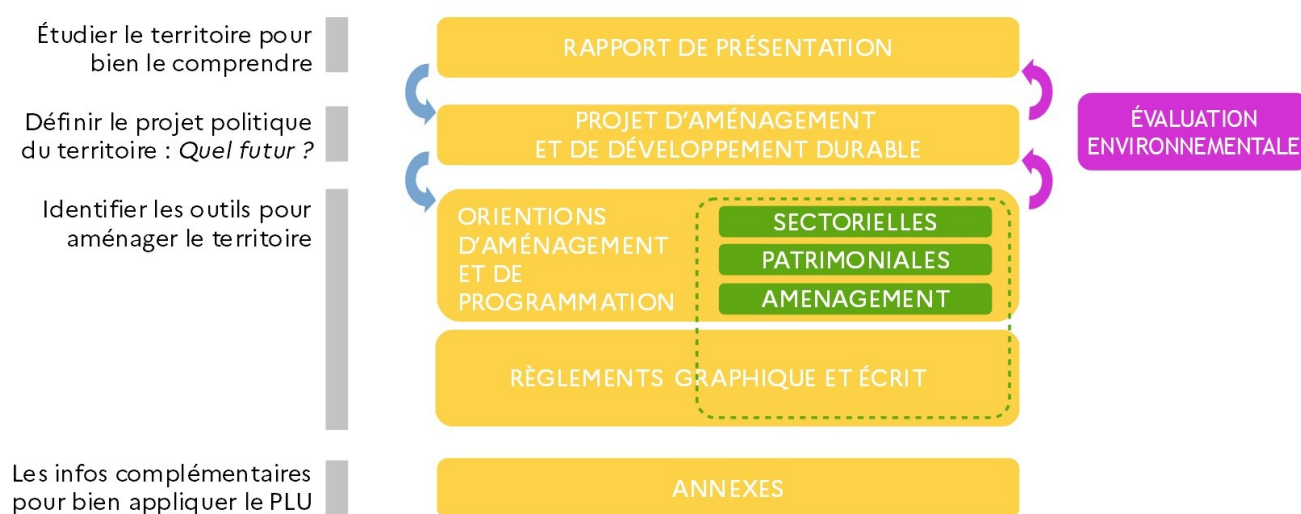 Étudier le territoire pour
bien le comprendre
RAPPORT DE PRÉSENTATION
Définir le projet politique
du territoire : Quel futur ?
PROJET D'AMÉNAGEMENT
ET DE DÉVELOPPEMENT DURABLE
ÉVALUATION
ENVIRONNEMENTALE
Identifier les outils pour
aménager le territoire
ORIENTIONS
D'AMÉNAGEMENT
ET DE
PROGRAMMATION
SECTORIELLES
PATRIMONIALES
AMENAGEMENT
RÈGLEMENTS GRAPHIQUE ET ÉCRIT
Les infos complémentaires
pour bien appliquer le PLU
ANNEXES